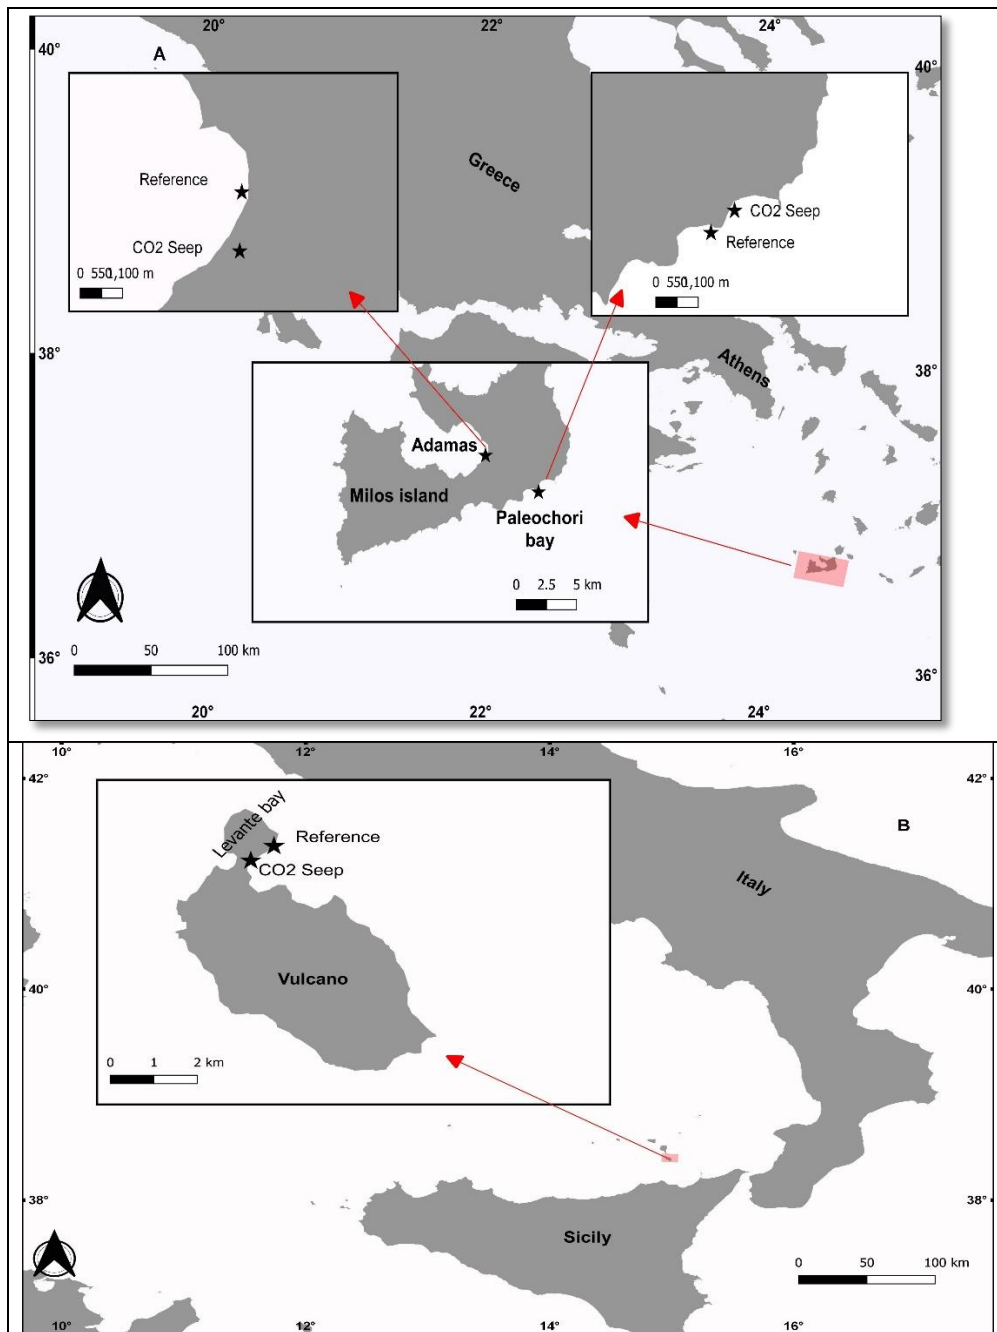 20°
22°
24°
40°
A
40°
Greece
Reference
CO2 Seep
0 550 1,100 m
CO2 Seep
Reference
0 550 1,100 m
38°
38°
Athens
Adamas
Milos island
Paleochori
bay
0 2.5 5 km
0 50 100 km
36°
36°
20°
22°
24°
10°
12°
14°
16°
42°
42°
B
Levante bay
Reference
CO2 Seep
Italy
Vulcano
40°
40°
0 1 2 km
38°
38°
Sicily
0 50 100 km
10°
12°
14°
16°